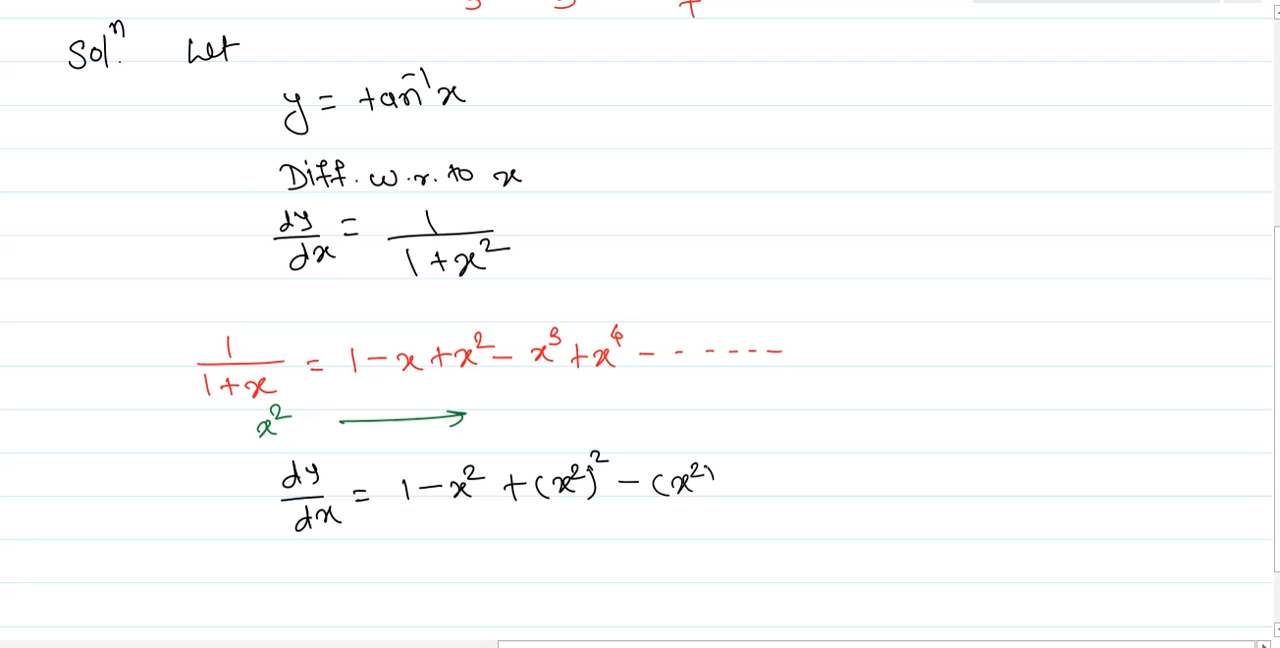 Solⁿ. Let
y = tan⁻¹x
Diff. w.r. to x
dy/dx = 1/(1+x²)
1/(1+x) = 1 - x + x² - x³ + x⁴ - - - - - - -
x² ⟶
dy/dx = 1 - x² + (x²)² - (x²)